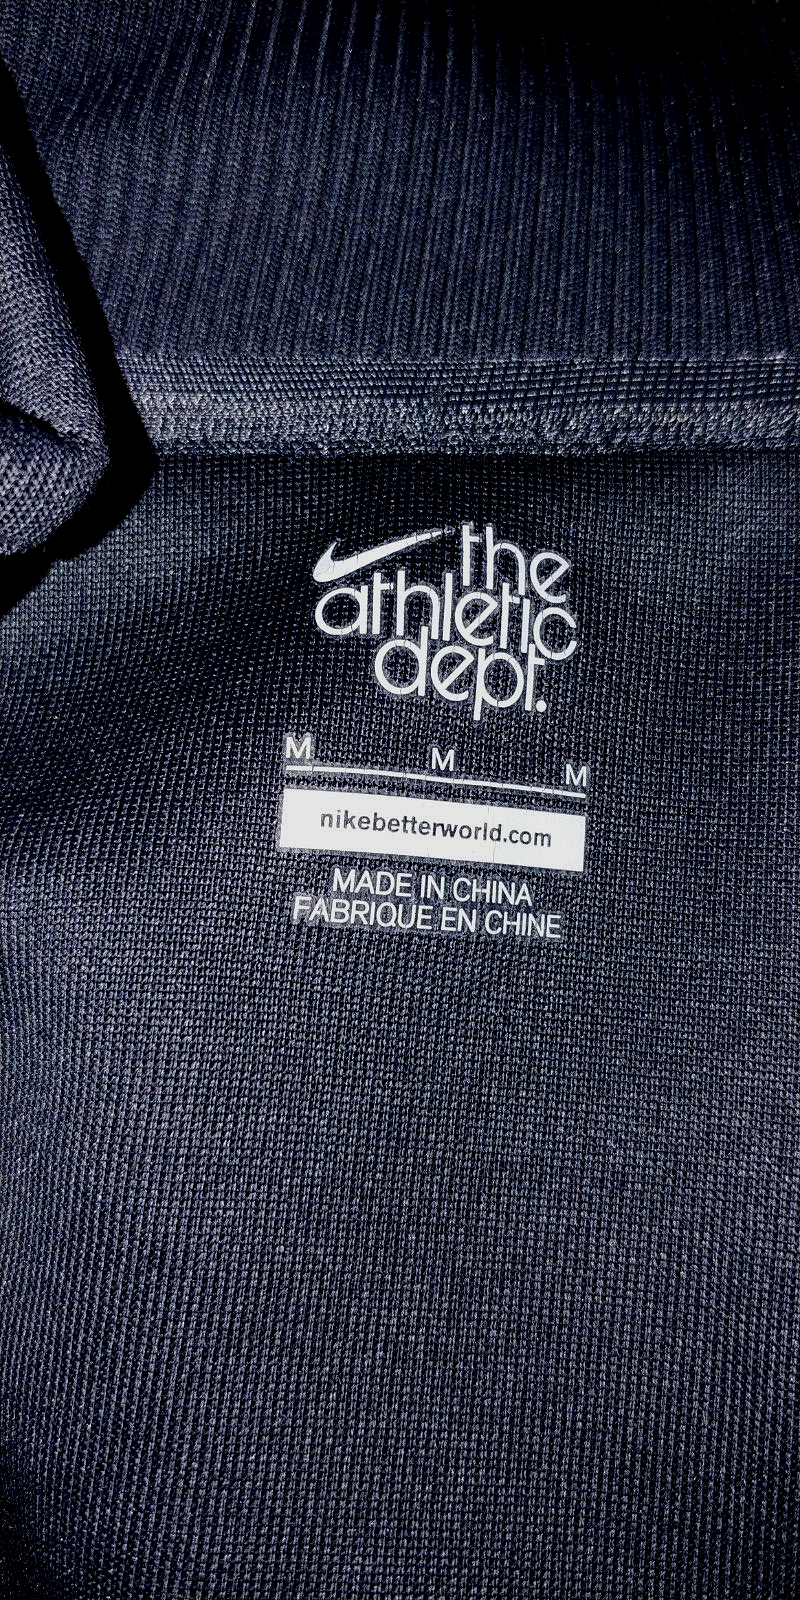 the
athletic
dept.
M M M
nikebetterworld.com
MADE IN CHINA
FABRIQUE EN CHINE